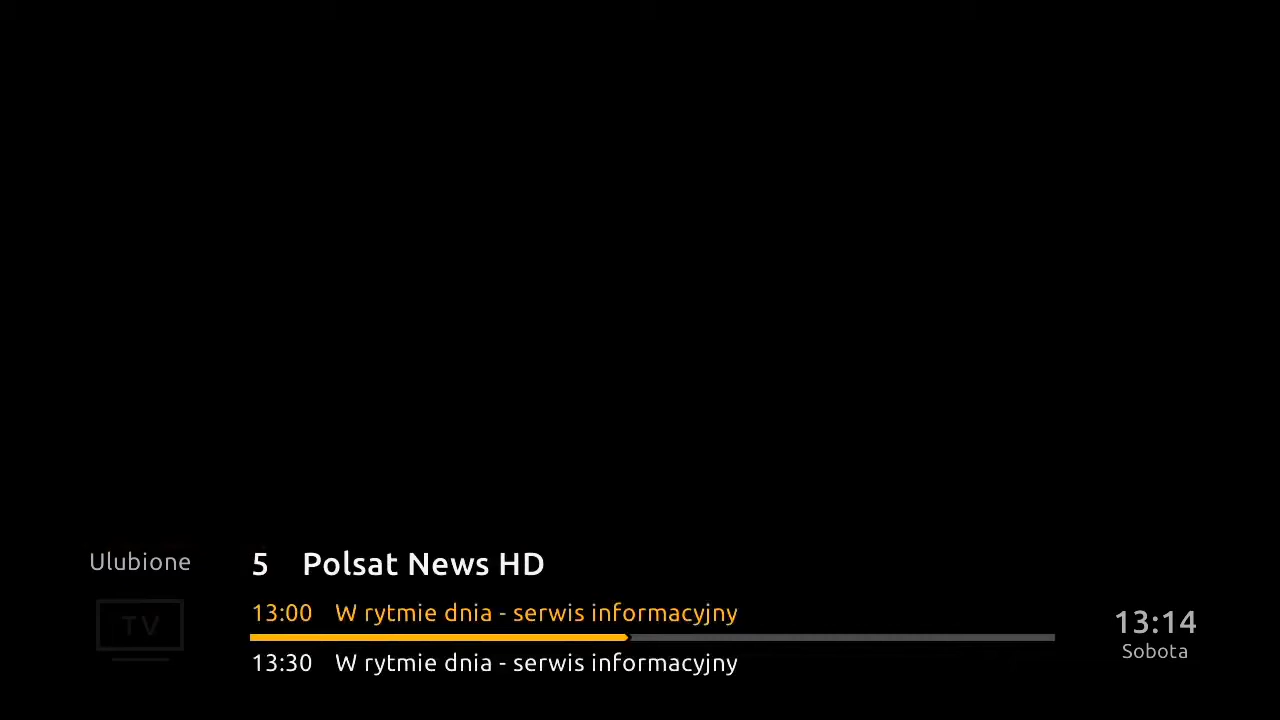 Ulubione
5 Polsat News HD
13:00 W rytmie dnia - serwis informacyjny
TV
13:14
13:30 W rytmie dnia - serwis informacyjny
Sobota